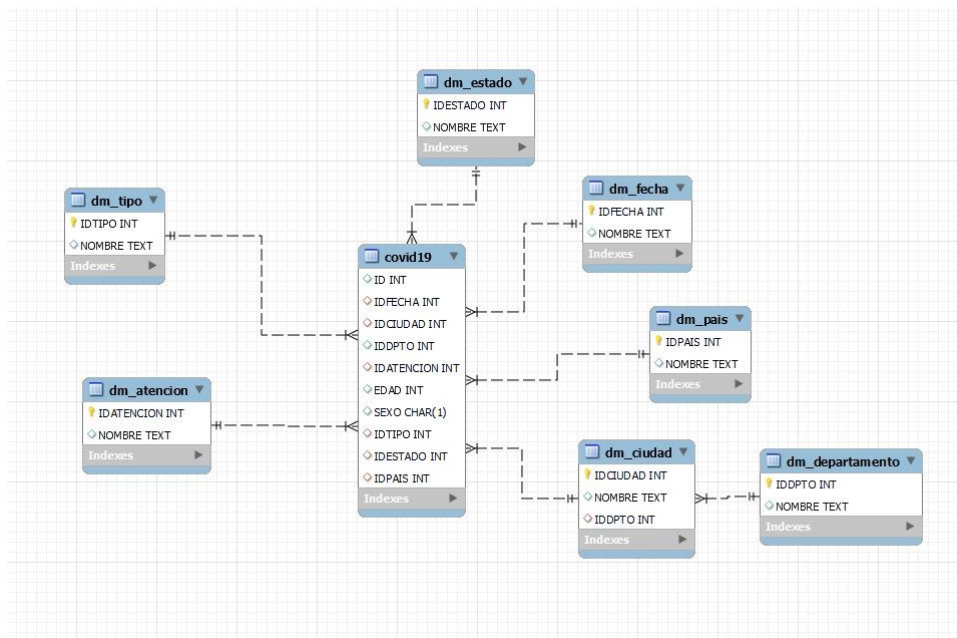 dm_estado
IDESTADO INT
NOMBRE TEXT
Indexes
dm_tipo
IDTIPO INT
NOMBRE TEXT
Indexes
dm_fecha
IDFECHA INT
NOMBRE TEXT
Indexes
covid19
ID INT
IDFECHA INT
IDCIUDAD INT
IDDPTO INT
IDATENCION INT
EDAD INT
SEXO CHAR(1)
IDTIPO INT
IDESTADO INT
IDPAIS INT
Indexes
dm_pais
IDPAIS INT
NOMBRE TEXT
Indexes
dm_atencion
IDATENCION INT
NOMBRE TEXT
Indexes
dm_ciudad
IDCIUDAD INT
NOMBRE TEXT
IDDPTO INT
Indexes
dm_departamento
IDDPTO INT
NOMBRE TEXT
Indexes